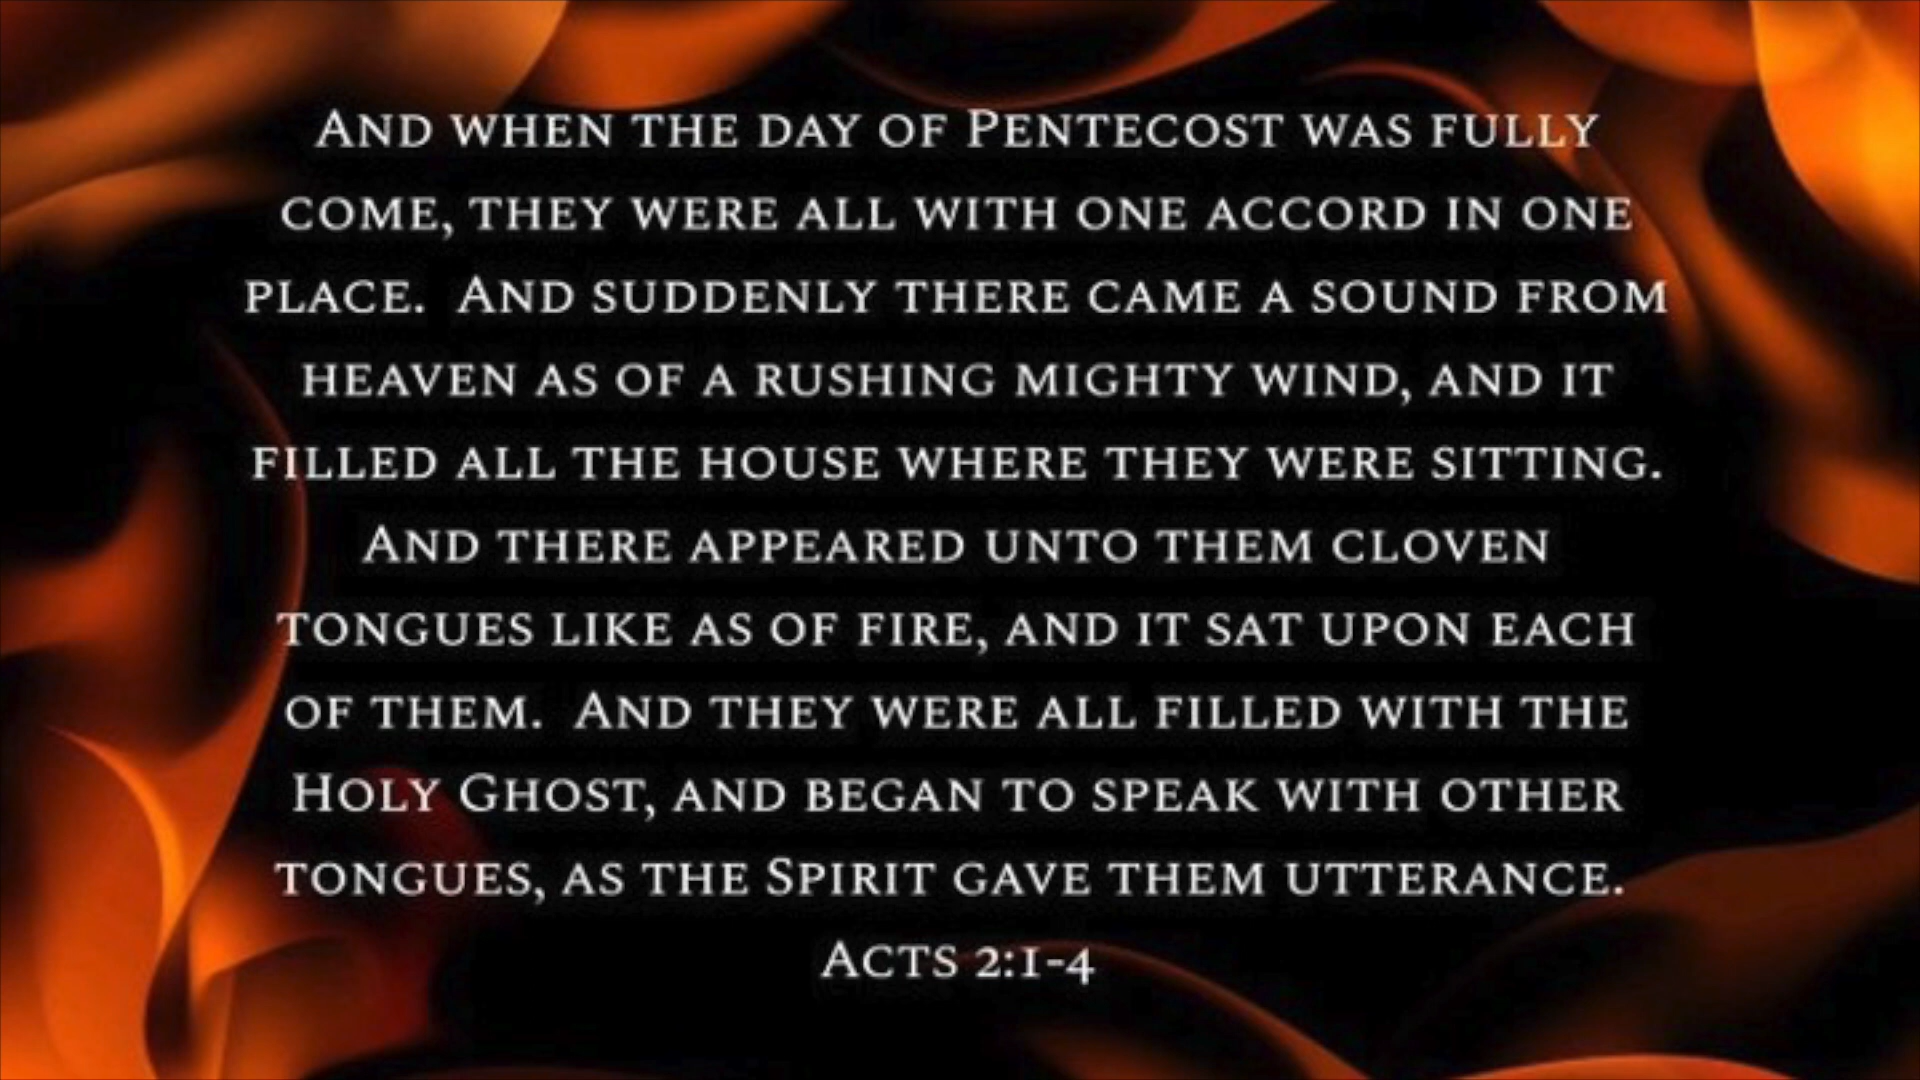 And when the day of Pentecost was fully
come, they were all with one accord in one
place.  And suddenly there came a sound from
heaven as of a rushing mighty wind, and it
filled all the house where they were sitting.
And there appeared unto them cloven
tongues like as of fire, and it sat upon each
of them.  And they were all filled with the
Holy Ghost, and began to speak with other
tongues, as the Spirit gave them utterance.
Acts 2:1-4